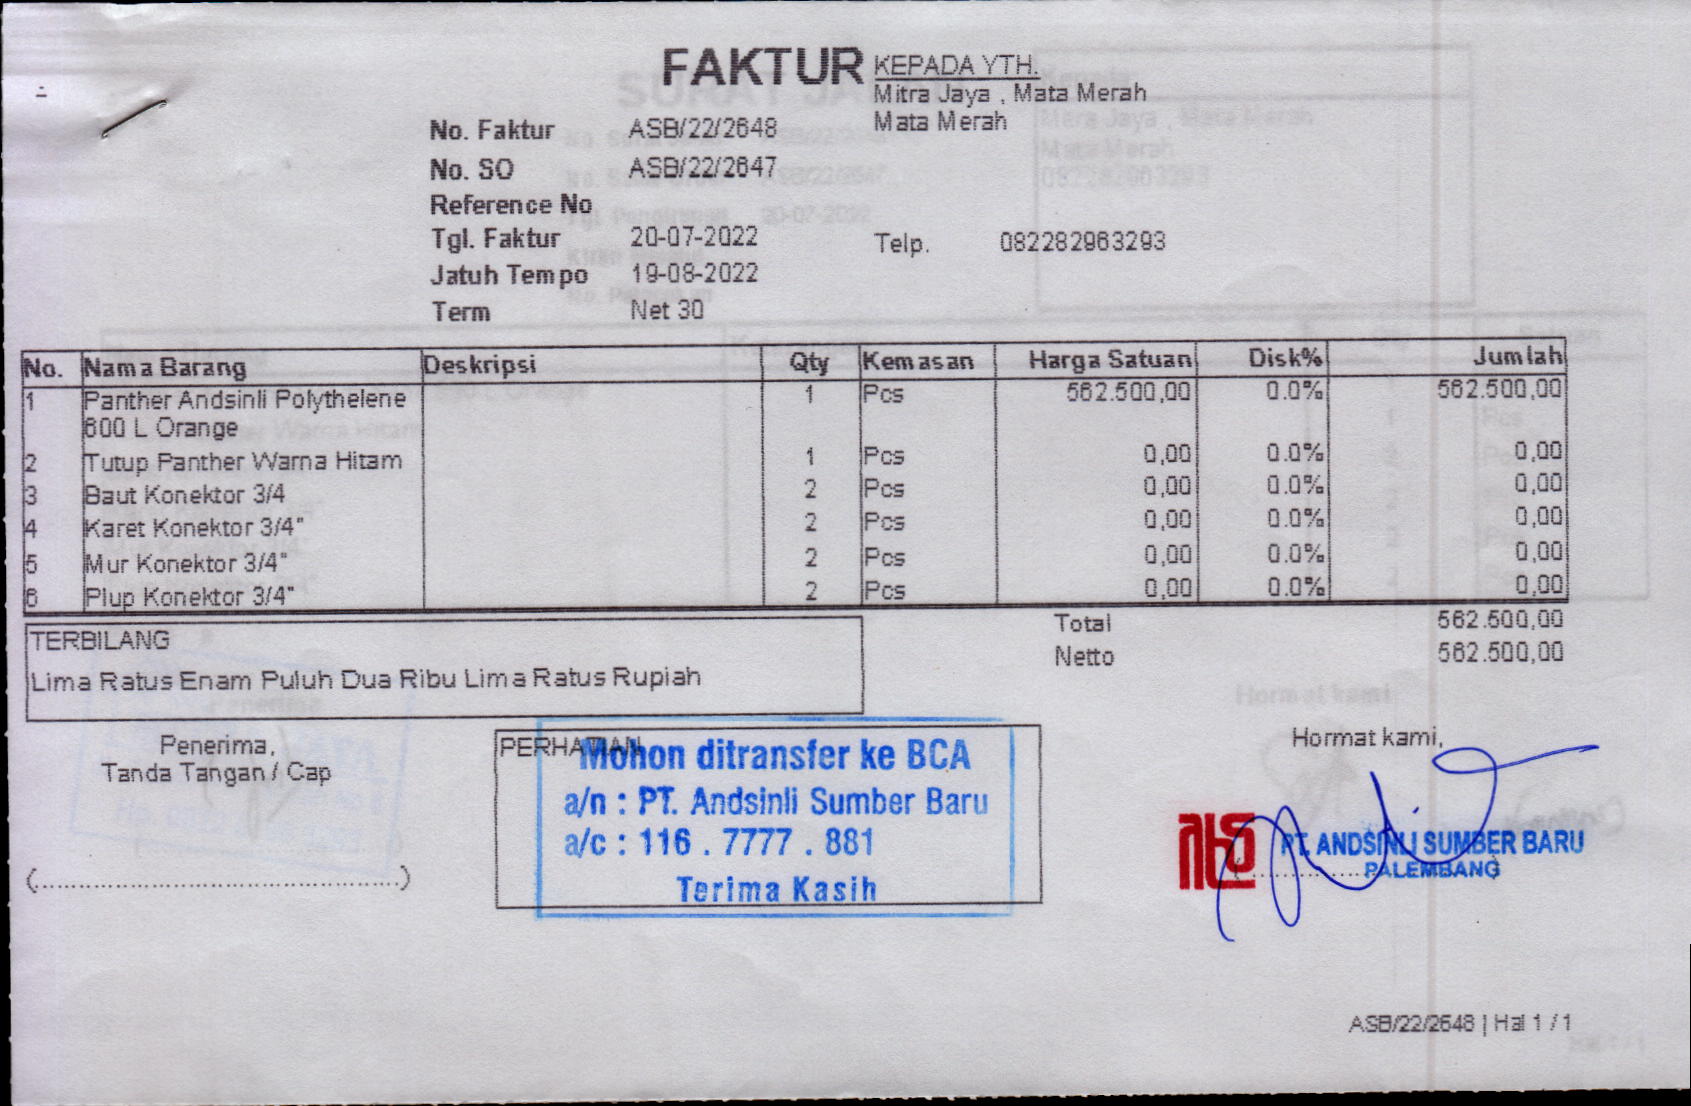 FAKTUR
KEPADA YTH.
Mitra Jaya , Mata Merah
Mata Merah
No. Faktur ASB/22/2648
No. SO ASB/22/2647
Reference No
Tgl. Faktur 20-07-2022
Telp. 082282963293
Jatuh Tempo 19-08-2022
Term Net 30
No. Nama Barang Deskripsi Qty Kemasan Harga Satuan Disk% Jumlah
1 Panther Andsinli Polythelene 1 Pcs 562.500,00 0.0% 562.500,00
600 L Orange
2 Tutup Panther Warna Hitam 1 Pcs 0,00 0.0% 0,00
3 Baut Konektor 3/4 2 Pcs 0,00 0.0% 0,00
4 Karet Konektor 3/4" 2 Pcs 0,00 0.0% 0,00
5 Mur Konektor 3/4" 2 Pcs 0,00 0.0% 0,00
6 Plup Konektor 3/4" 2 Pcs 0,00 0.0% 0,00
Total 562.500,00
Netto 562.500,00
TERBILANG
Lima Ratus Enam Puluh Dua Ribu Lima Ratus Rupiah
Penerima,
Tanda Tangan / Cap
(..........................................)
PERHATIAN
Mohon ditransfer ke BCA
a/n : PT. Andsinli Sumber Baru
a/c : 116 . 7777 . 881
Terima Kasih
Hormat kami,
PT. ANDSINLI SUMBER BARU
PALEMBANG
ASB/22/2648 | Hal 1 / 1